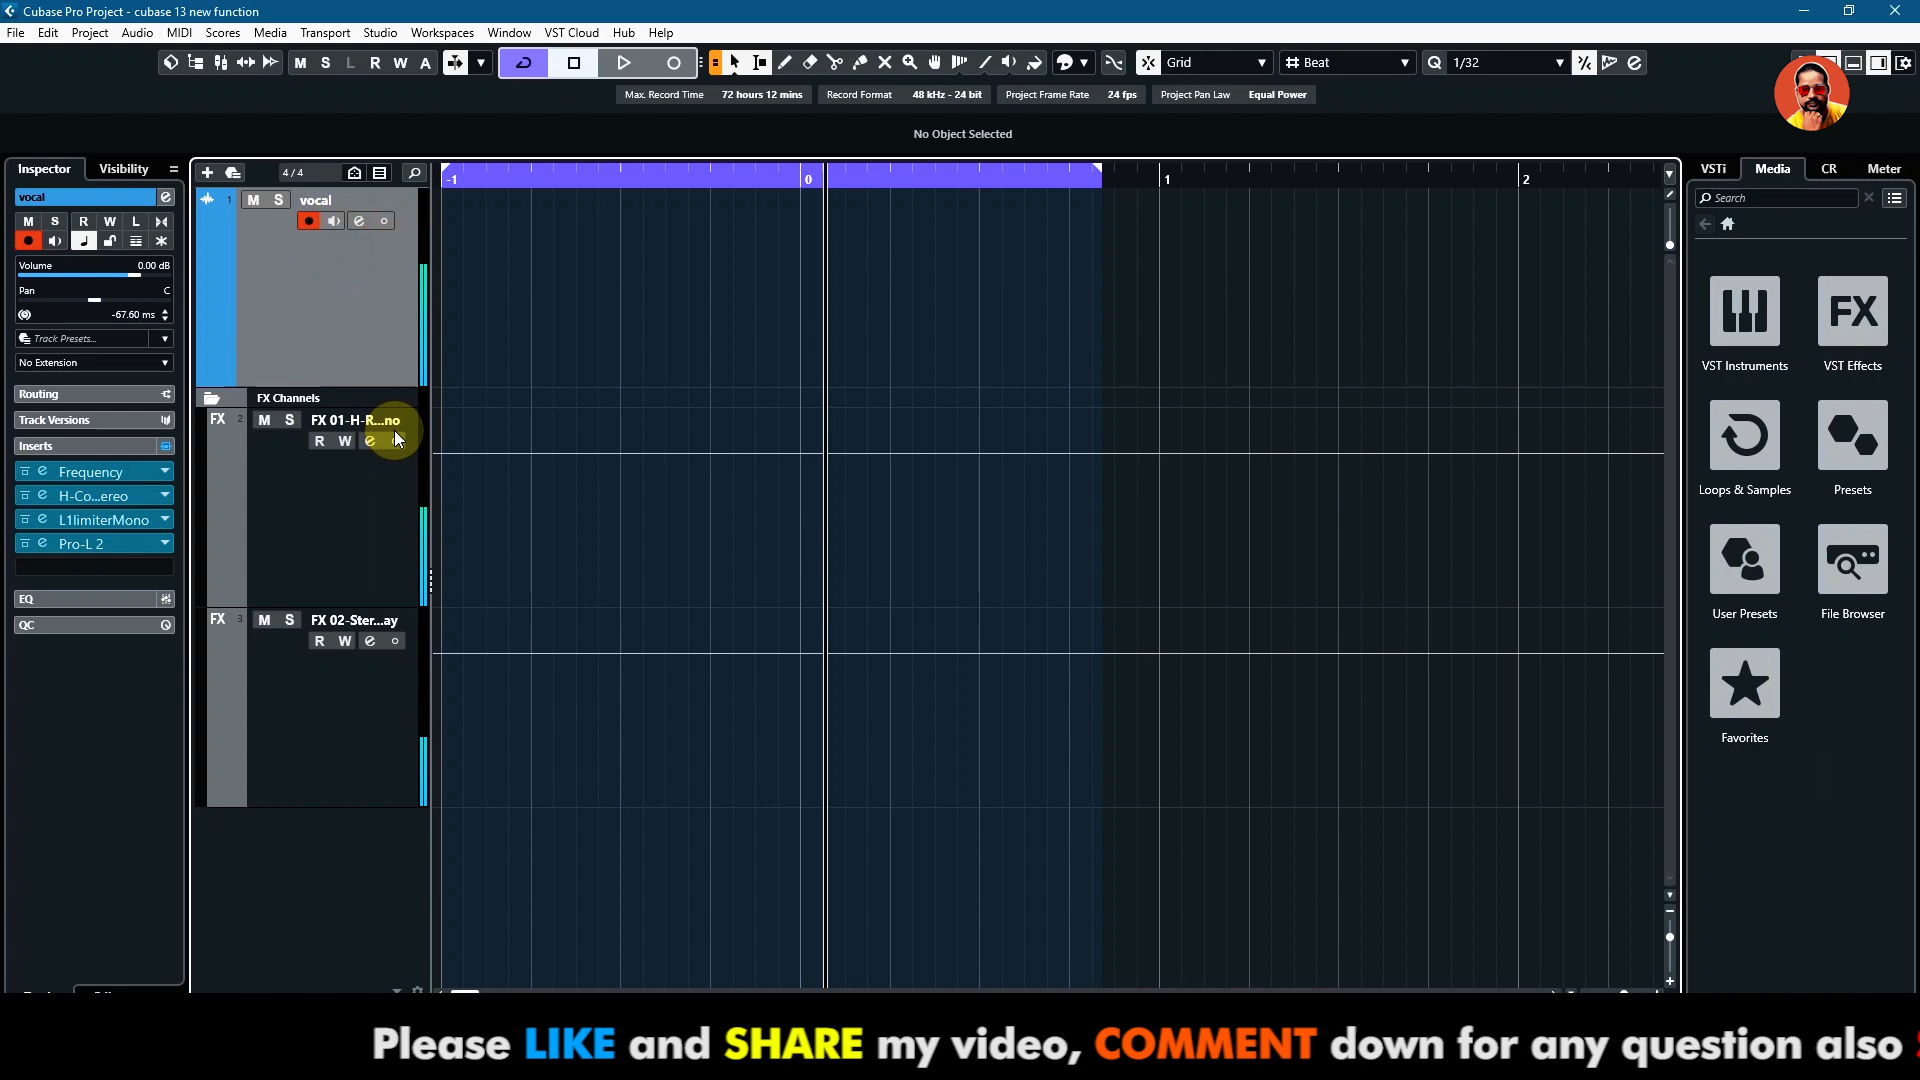 Cubase Pro Project - cubase 13 new function
File Edit Project Audio MIDI Scores Media Transport Studio Workspaces Window VST Cloud Hub Help
M S L R W A Grid Beat Q 1/32
Max. Record Time 72 hours 12 mins Record Format 48 kHz - 24 bit Project Frame Rate 24 fps Project Pan Law Equal Power
No Object Selected
Inspector Visibility
4 / 4
-1 0 1 2
VSTi Media CR Meter
vocal
1 M S vocal
Search
M S R W L
Volume 0.00 dB
Pan C
-67.60 ms
Track Presets...
No Extension
Routing
Track Versions
Inserts
Frequency
H-Co...ereo
L1limiterMono
Pro-L 2
EQ
QC
FX Channels
FX 2 M S FX 01-H-R...no
R W
FX 3 M S FX 02-Ster...ay
R W
FX
VST Instruments VST Effects
Loops & Samples Presets
User Presets File Browser
Favorites
Please LIKE and SHARE my video, COMMENT down for any question also